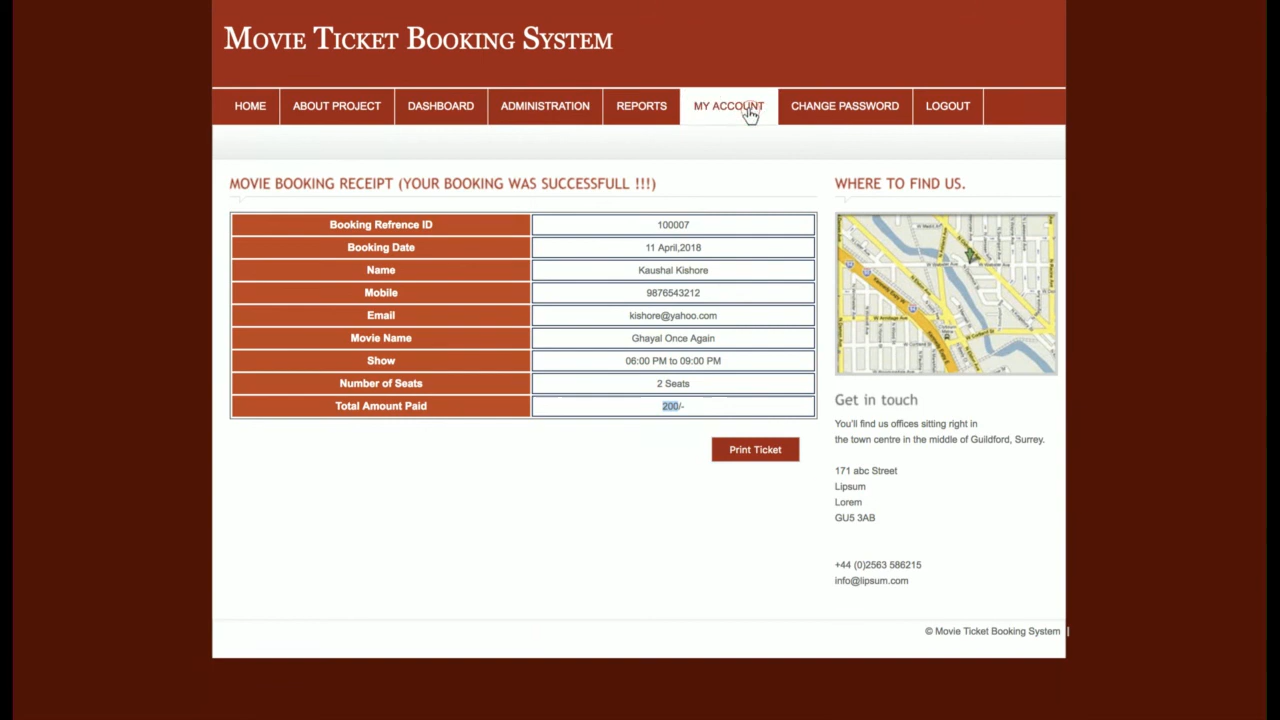 MOVIE TICKET BOOKING SYSTEM
HOME ABOUT PROJECT DASHBOARD ADMINISTRATION REPORTS MY ACCOUNT CHANGE PASSWORD LOGOUT
MOVIE BOOKING RECEIPT (YOUR BOOKING WAS SUCCESSFULL !!!)
Booking Refrence ID 100007
Booking Date 11 April,2018
Name Kaushal Kishore
Mobile 9876543212
Email kishore@yahoo.com
Movie Name Ghayal Once Again
Show 06:00 PM to 09:00 PM
Number of Seats 2 Seats
Total Amount Paid 200/-
Print Ticket
WHERE TO FIND US.
Get in touch
You'll find us offices sitting right in
the town centre in the middle of Guildford, Surrey.
171 abc Street
Lipsum
Lorem
GU5 3AB
+44 (0)2563 586215
info@lipsum.com
© Movie Ticket Booking System |